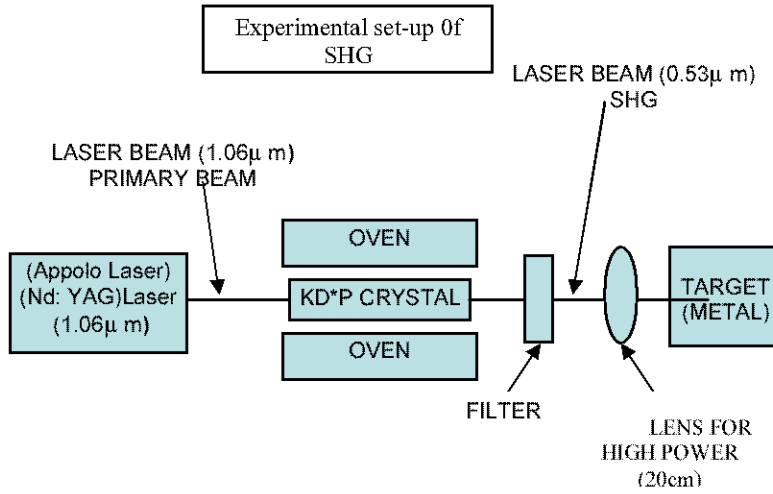 Experimental set-up 0f
SHG
LASER BEAM (0.53µ m)
SHG
LASER BEAM (1.06µ m)
PRIMARY BEAM
OVEN
(Appolo Laser)
(Nd: YAG)Laser
(1.06µ m)
KD*P CRYSTAL
TARGET
(METAL)
OVEN
FILTER
LENS FOR
HIGH POWER
(20cm)